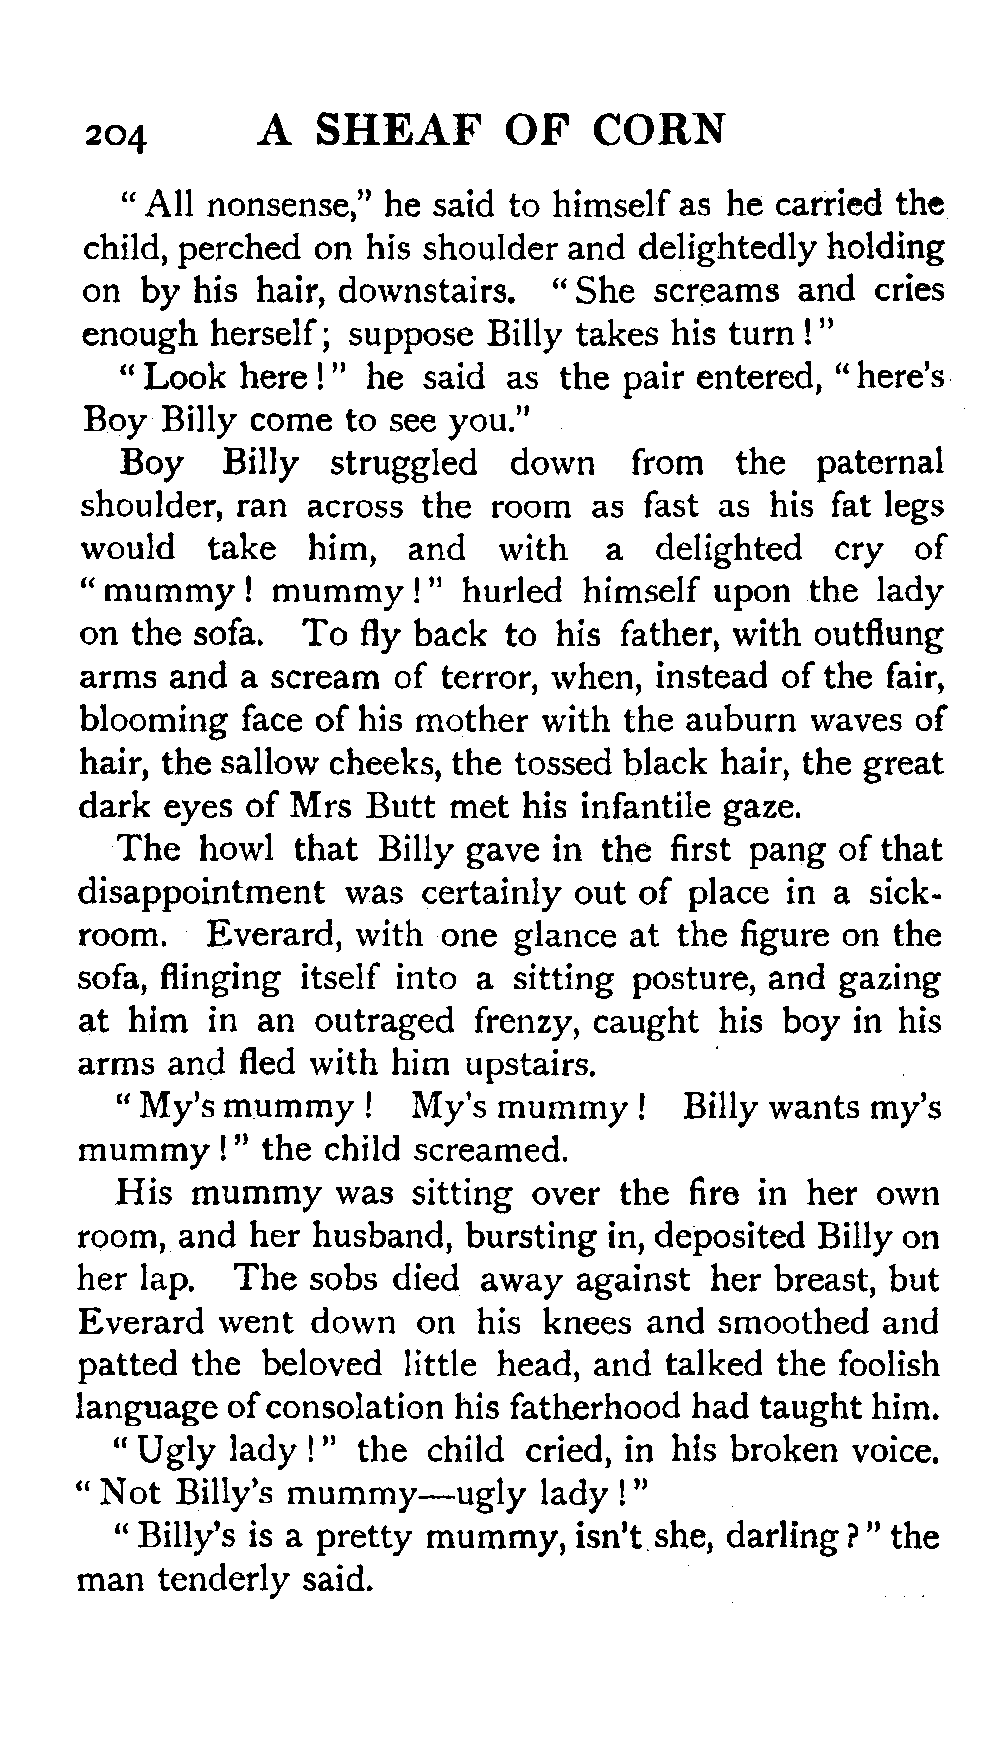 204 A SHEAF OF CORN
"All nonsense," he said to himself as he carried the
child, perched on his shoulder and delightedly holding
on by his hair, downstairs. "She screams and cries
enough herself; suppose Billy takes his turn!"
"Look here!" he said as the pair entered, "here's
Boy Billy come to see you."
Boy Billy struggled down from the paternal
shoulder, ran across the room as fast as his fat legs
would take him, and with a delighted cry of
"mummy! mummy!" hurled himself upon the lady
on the sofa. To fly back to his father, with outflung
arms and a scream of terror, when, instead of the fair,
blooming face of his mother with the auburn waves of
hair, the sallow cheeks, the tossed black hair, the great
dark eyes of Mrs Butt met his infantile gaze.
The howl that Billy gave in the first pang of that
disappointment was certainly out of place in a sick-
room. Everard, with one glance at the figure on the
sofa, flinging itself into a sitting posture, and gazing
at him in an outraged frenzy, caught his boy in his
arms and fled with him upstairs.
"My's mummy! My's mummy! Billy wants my's
mummy!" the child screamed.
His mummy was sitting over the fire in her own
room, and her husband, bursting in, deposited Billy on
her lap. The sobs died away against her breast, but
Everard went down on his knees and smoothed and
patted the beloved little head, and talked the foolish
language of consolation his fatherhood had taught him.
"Ugly lady!" the child cried, in his broken voice.
"Not Billy's mummy—ugly lady!"
"Billy's is a pretty mummy, isn't she, darling?" the
man tenderly said.